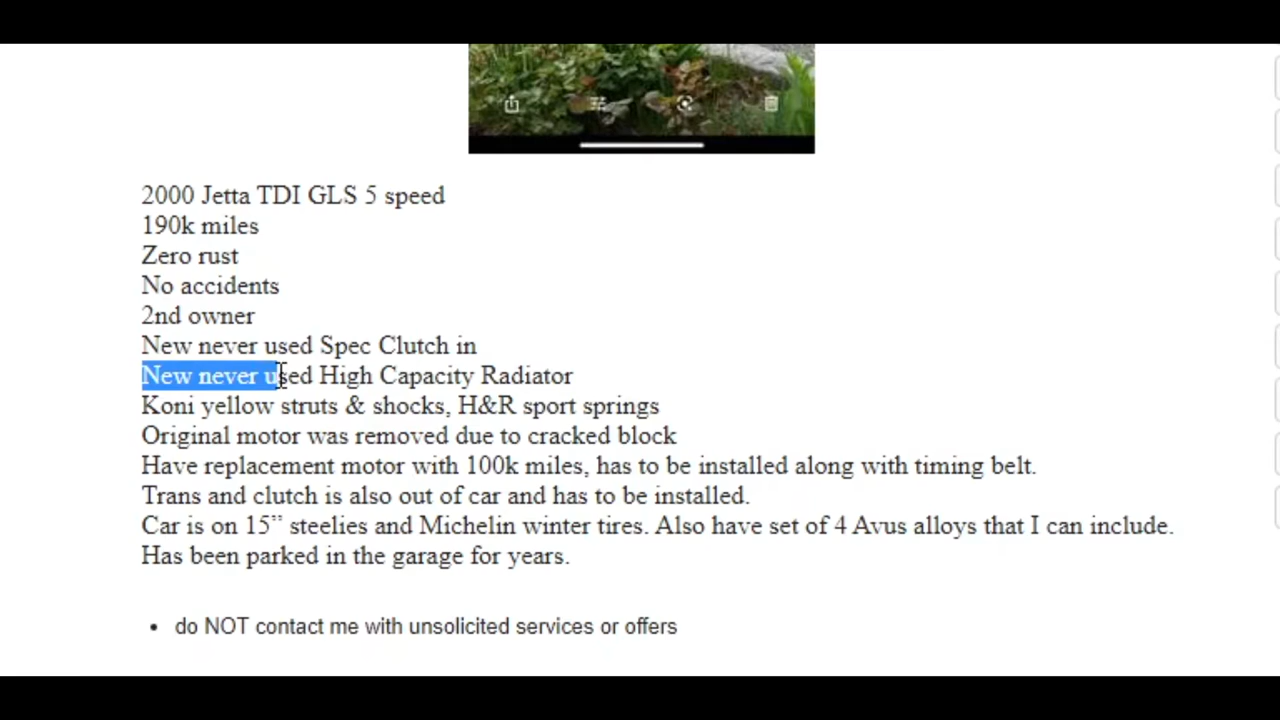 2000 Jetta TDI GLS 5 speed
190k miles
Zero rust
No accidents
2nd owner
New never used Spec Clutch in
New never used High Capacity Radiator
Koni yellow struts & shocks, H&R sport springs
Original motor was removed due to cracked block
Have replacement motor with 100k miles, has to be installed along with timing belt.
Trans and clutch is also out of car and has to be installed.
Car is on 15” steelies and Michelin winter tires. Also have set of 4 Avus alloys that I can include.
Has been parked in the garage for years.
• do NOT contact me with unsolicited services or offers